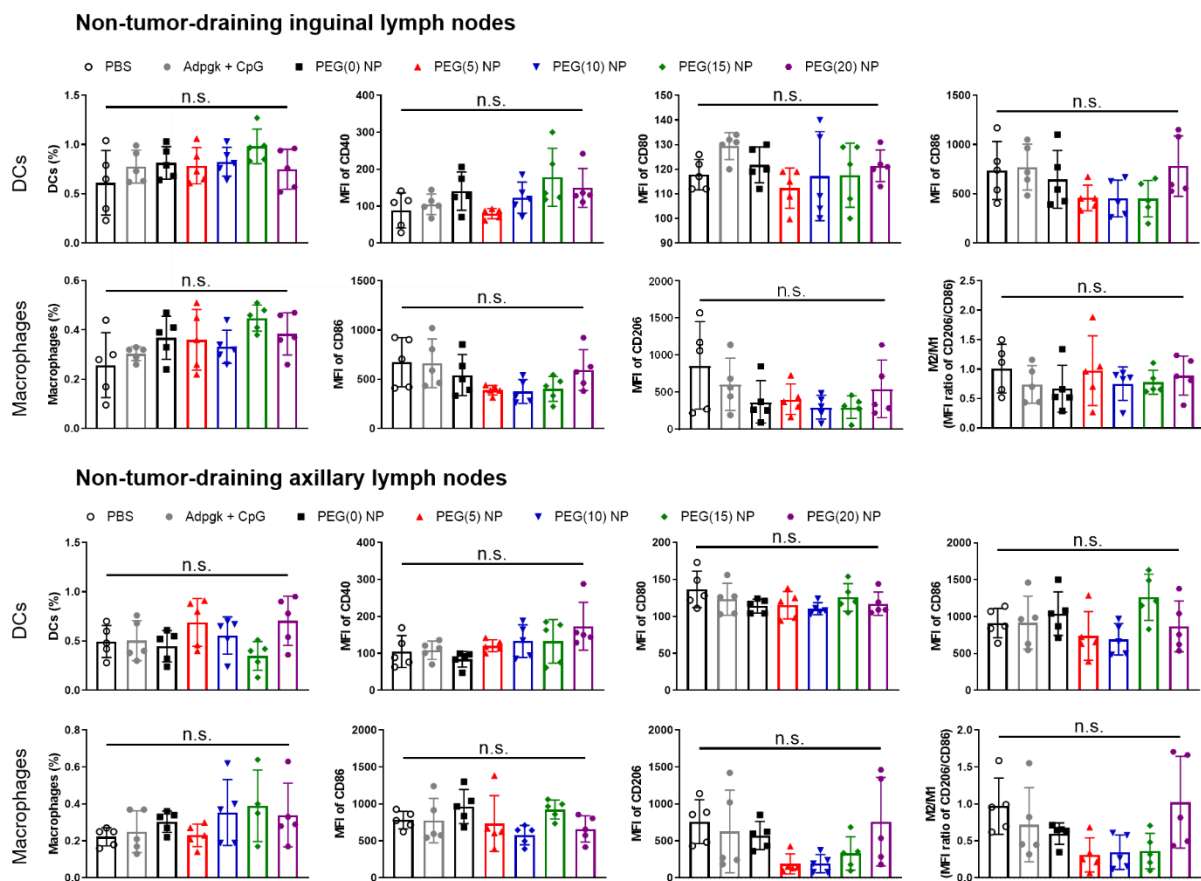 Non-tumor-draining inguinal lymph nodes
PBS Adpgk + CpG PEG(0) NP PEG(5) NP PEG(10) NP PEG(15) NP PEG(20) NP
DCs
DCs (%)
1.5
1.0
0.5
0.0
n.s.
MFI of CD40
400
300
200
100
0
n.s.
MFI of CD80
150
140
130
120
110
100
90
n.s.
MFI of CD86
1500
1000
500
0
n.s.
Macrophages
Macrophages (%)
0.6
0.4
0.2
0.0
n.s.
MFI of CD86
1500
1000
500
0
n.s.
MFI of CD206
2000
1500
1000
500
0
n.s.
M2/M1
(MFI ratio of CD206/CD86)
2.5
2.0
1.5
1.0
0.5
0.0
n.s.
Non-tumor-draining axillary lymph nodes
PBS Adpgk + CpG PEG(0) NP PEG(5) NP PEG(10) NP PEG(15) NP PEG(20) NP
DCs
DCs (%)
1.5
1.0
0.5
0.0
n.s.
MFI of CD40
400
300
200
100
0
n.s.
MFI of CD80
200
150
100
50
0
n.s.
MFI of CD86
2000
1500
1000
500
0
n.s.
Macrophages
Macrophages (%)
0.8
0.6
0.4
0.2
0.0
n.s.
MFI of CD86
2000
1500
1000
500
0
n.s.
MFI of CD206
2000
1500
1000
500
0
n.s.
M2/M1
(MFI ratio of CD206/CD86)
2.0
1.5
1.0
0.5
0.0
n.s.